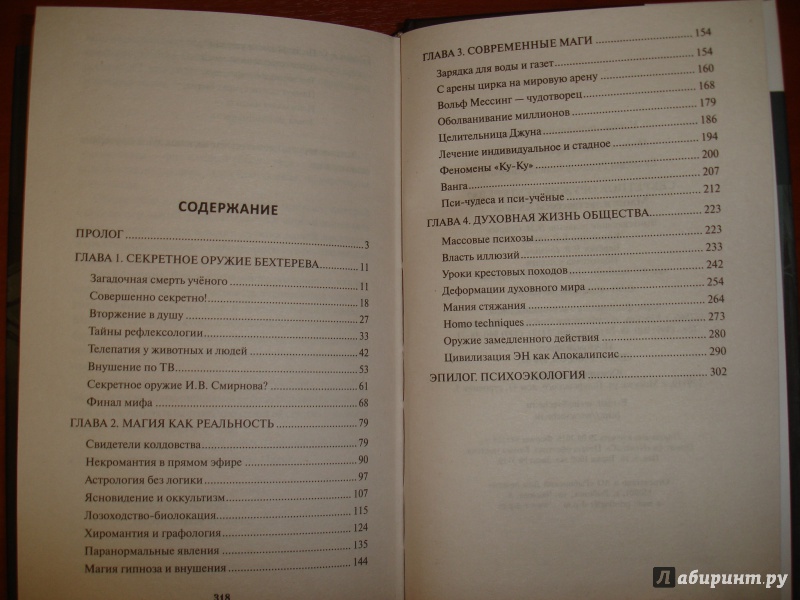 СОДЕРЖАНИЕ
ПРОЛОГ 3
ГЛАВА 1. СЕКРЕТНОЕ ОРУЖИЕ БЕХТЕРЕВА 11
Загадочная смерть учёного 11
Совершенно секретно! 18
Вторжение в душу 27
Тайны рефлексологии 33
Телепатия у животных и людей 42
Внушение по ТВ 53
Секретное оружие И.В. Смирнова? 61
Финал мифа 68
ГЛАВА 2. МАГИЯ КАК РЕАЛЬНОСТЬ 79
Свидетели колдовства 79
Некромантия в прямом эфире 90
Астрология без логики 97
Ясновидение и оккультизм 107
Лозоходство-биолокация 115
Хиромантия и графология 124
Паранормальные явления 135
Магия гипноза и внушения 144
318
ГЛАВА 3. СОВРЕМЕННЫЕ МАГИ 154
Зарядка для воды и газет 154
С арены цирка на мировую арену 160
Вольф Мессинг — чудотворец 168
Оболванивание миллионов 179
Целительница Джуна 186
Лечение индивидуальное и стадное 194
Феномены «Ку-Ку» 200
Ванга 207
Пси-чудеса и пси-учёные 212
ГЛАВА 4. ДУХОВНАЯ ЖИЗНЬ ОБЩЕСТВА 223
Массовые психозы 223
Власть иллюзий 233
Уроки крестовых походов 242
Деформации духовного мира 254
Мания стяжания 264
Homo techniques 273
Оружие замедленного действия 280
Цивилизация ЭН как Апокалипсис 290
ЭПИЛОГ. ПСИХОЭКОЛОГИЯ 302
Лабиринт.ру